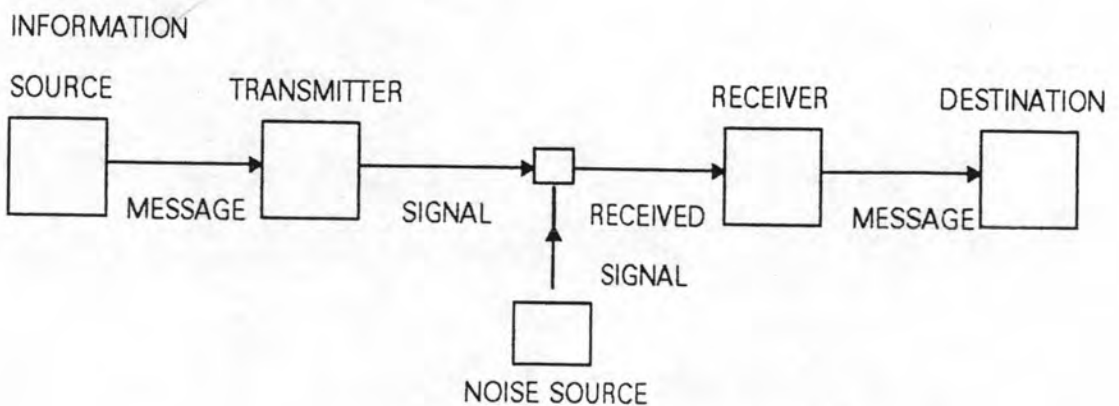 INFORMATION
SOURCE
TRANSMITTER
RECEIVER
DESTINATION
MESSAGE
SIGNAL
RECEIVED
SIGNAL
MESSAGE
NOISE SOURCE